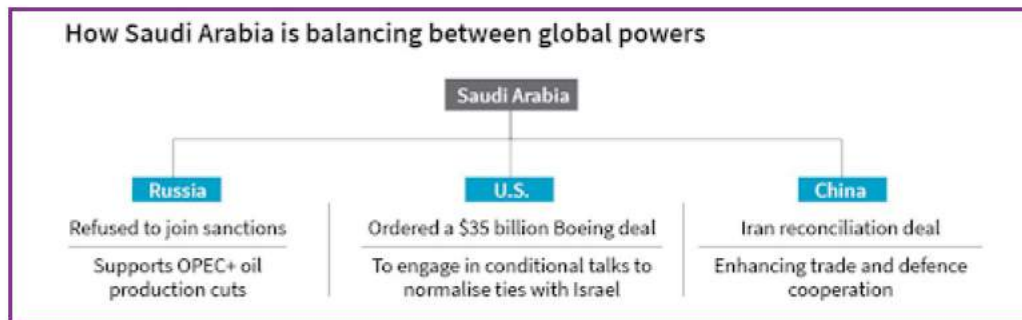 How Saudi Arabia is balancing between global powers
Saudi Arabia
Russia
Refused to join sanctions
Supports OPEC+ oil
production cuts
U.S.
Ordered a $35 billion Boeing deal
To engage in conditional talks to
normalise ties with Israel
China
Iran reconciliation deal
Enhancing trade and defence
cooperation